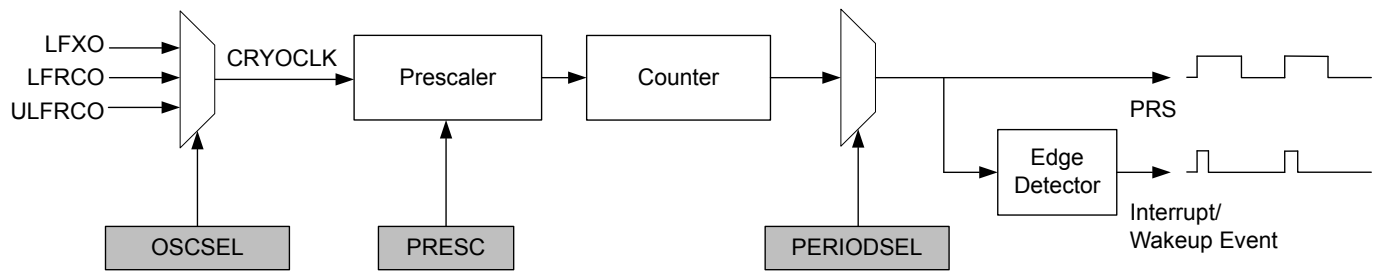 LFXO
LFRCO
ULFRCO
CRYOCLK
Prescaler
Counter
PRS
Edge
Detector
Interrupt/
Wakeup Event
OSCSEL
PRESC
PERIODSEL